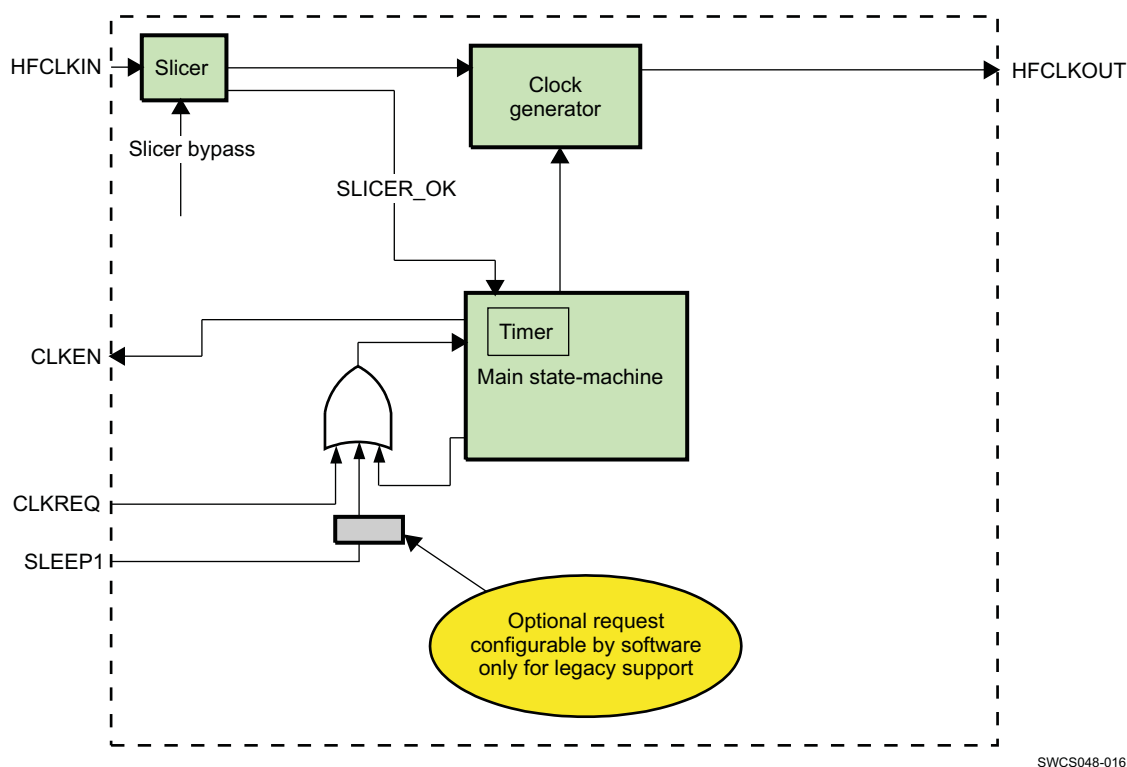 HFCLKIN
Slicer
Clock
generator
HFCLKOUT
Slicer bypass
SLICER_OK
Timer
Main state-machine
CLKEN
CLKREQ
SLEEP1
Optional request
configurable by software
only for legacy support
SWCS048-016